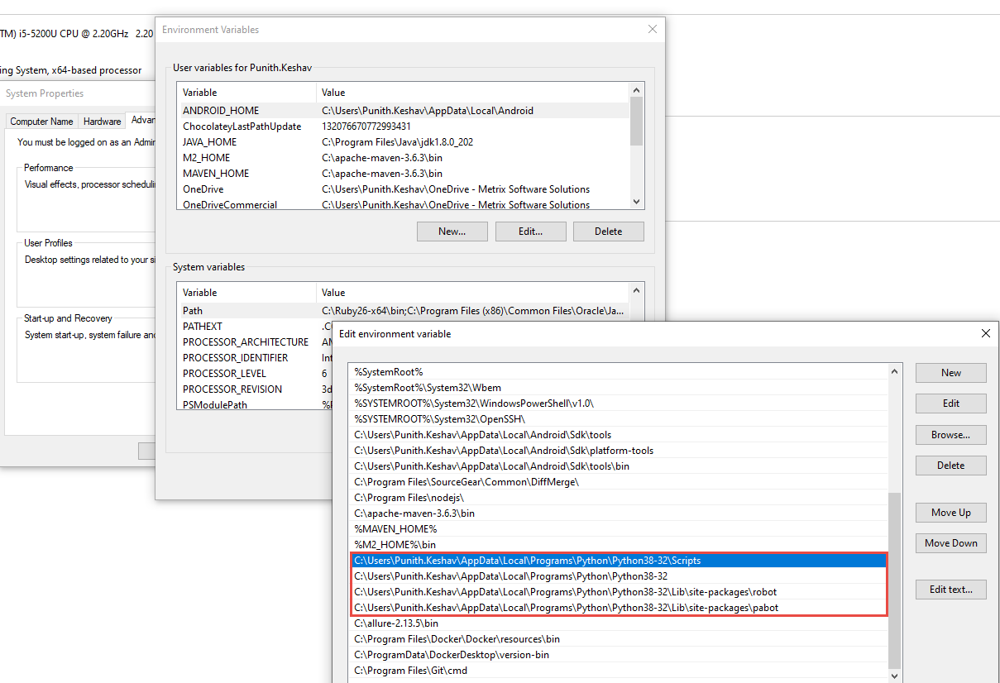 TM) i5-5200U CPU @ 2.20GHz 2.20
ing System, x64-based processor
System Properties
Computer Name Hardware Advan
You must be logged on as an Admin
Performance
Visual effects, processor scheduli
User Profiles
Desktop settings related to your si
Start-up and Recovery
System start-up, system failure and
Environment Variables
User variables for Punith.Keshav
Variable Value
ANDROID_HOME C:\Users\Punith.Keshav\AppData\Local\Android
ChocolateyLastPathUpdate 132076670772993431
JAVA_HOME C:\Program Files\Java\jdk1.8.0_202
M2_HOME C:\apache-maven-3.6.3\bin
MAVEN_HOME C:\apache-maven-3.6.3\bin
OneDrive C:\Users\Punith.Keshav\OneDrive - Metrix Software Solutions
OneDriveCommercial C:\Users\Punith.Keshav\OneDrive - Metrix Software Solutions
New... Edit... Delete
System variables
Variable Value
Path C:\Ruby26-x64\bin;C:\Program Files (x86)\Common Files\Oracle\Ja...
PATHEXT .C
PROCESSOR_ARCHITECTURE AM
PROCESSOR_IDENTIFIER Int
PROCESSOR_LEVEL 6
PROCESSOR_REVISION 3d
PSModulePath %P
Edit environment variable
%SystemRoot%
%SystemRoot%\System32\Wbem
%SYSTEMROOT%\System32\WindowsPowerShell\v1.0\
%SYSTEMROOT%\System32\OpenSSH\
C:\Users\Punith.Keshav\AppData\Local\Android\Sdk\tools
C:\Users\Punith.Keshav\AppData\Local\Android\Sdk\platform-tools
C:\Users\Punith.Keshav\AppData\Local\Android\Sdk\tools\bin
C:\Program Files\SourceGear\Common\DiffMerge\
C:\Program Files\nodejs\
C:\apache-maven-3.6.3\bin
%MAVEN_HOME%
%M2_HOME%\bin
C:\Users\Punith.Keshav\AppData\Local\Programs\Python\Python38-32\Scripts
C:\Users\Punith.Keshav\AppData\Local\Programs\Python\Python38-32
C:\Users\Punith.Keshav\AppData\Local\Programs\Python\Python38-32\Lib\site-packages\robot
C:\Users\Punith.Keshav\AppData\Local\Programs\Python\Python38-32\Lib\site-packages\pabot
C:\allure-2.13.5\bin
C:\Program Files\Docker\Docker\resources\bin
C:\ProgramData\DockerDesktop\version-bin
C:\Program Files\Git\cmd
New
Edit
Browse...
Delete
Move Up
Move Down
Edit text...